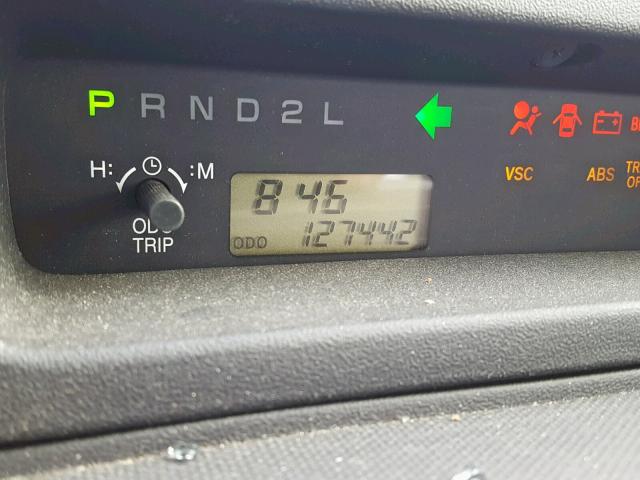 P R N D 2 L
VSC ABS
H: :M
ODO
TRIP
8 46
ODO 127442